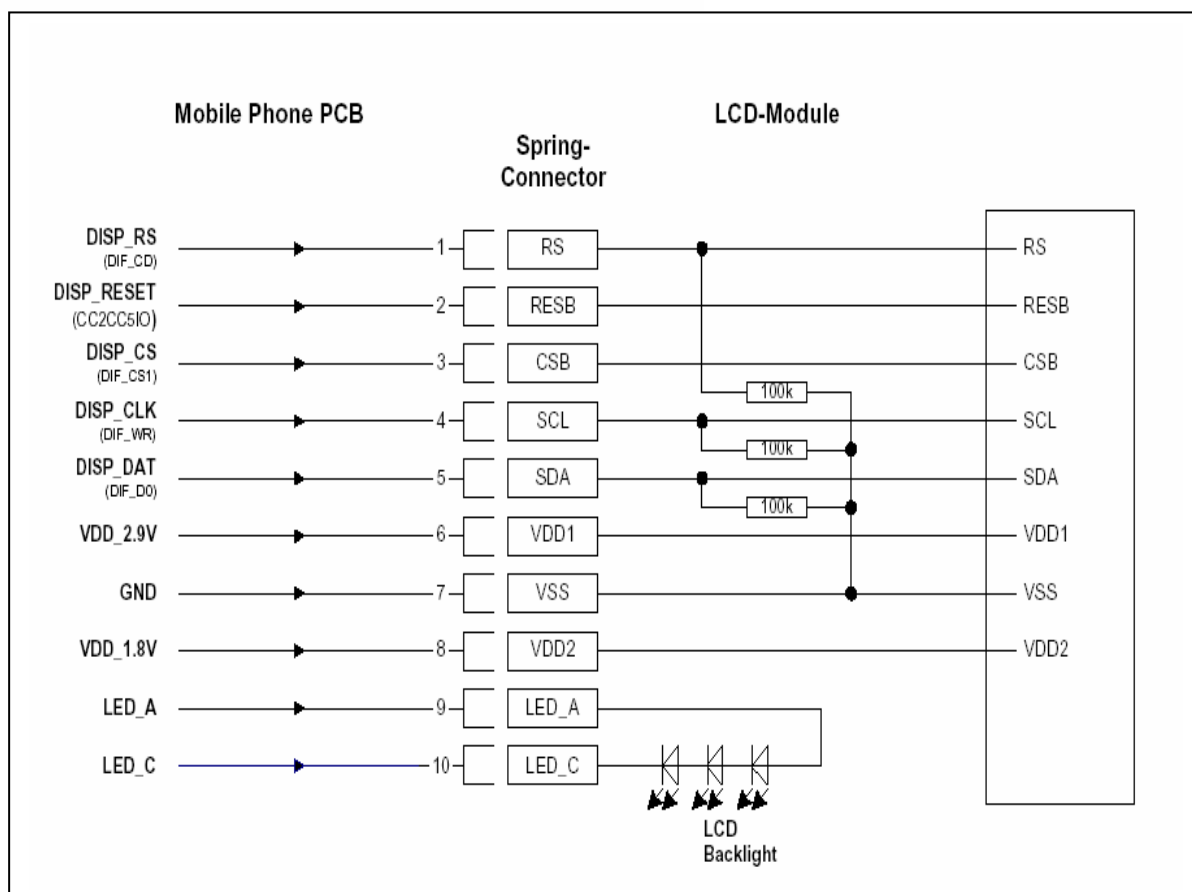 Mobile Phone PCB
LCD-Module
Spring-
Connector
DISP_RS
(DIF_CD)
1
RS
RS
DISP_RESET
(CC2CC5IO)
2
RESB
RESB
DISP_CS
(DIF_CS1)
3
CSB
CSB
100k
DISP_CLK
(DIF_WR)
4
SCL
SCL
100k
DISP_DAT
(DIF_D0)
5
SDA
SDA
100k
VDD_2.9V
6
VDD1
VDD1
GND
7
VSS
VSS
VDD_1.8V
8
VDD2
VDD2
LED_A
9
LED_A
LED_C
10
LED_C
LCD
Backlight